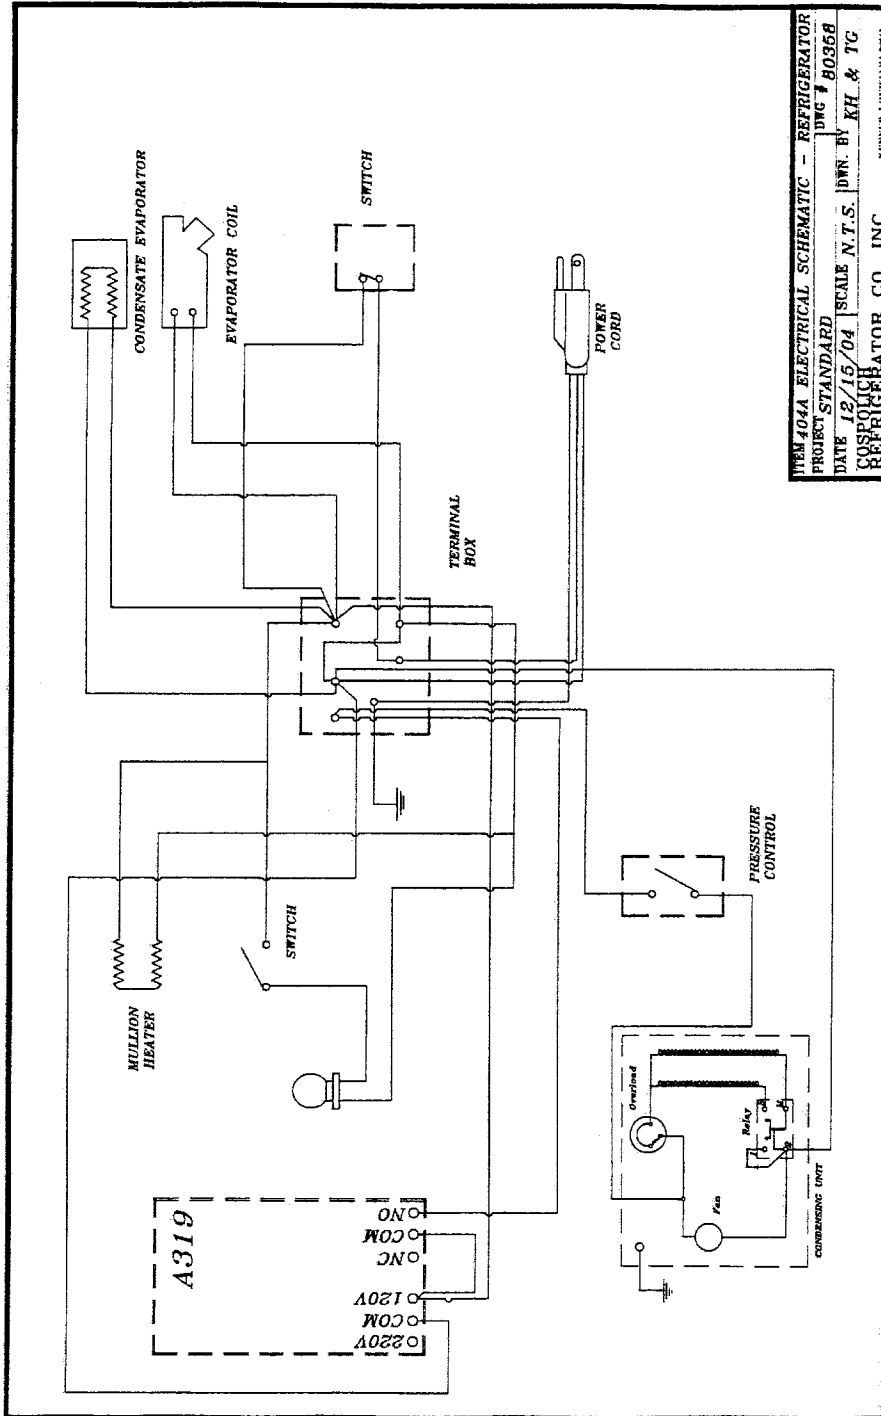 CONDENSATE EVAPORATOR
EVAPORATOR COIL
SWITCH
POWER
CORD
TERMINAL
BOX
MULLION
HEATER
SWITCH
PRESSURE
CONTROL
A319
NO
COM
NC
120V
COM
220V
Overload
Relay
Fan
CONDENSING UNIT
ITEM 404A ELECTRICAL SCHEMATIC - REFRIGERATOR
PROJECT STANDARD DWG # 80358
DATE 12/15/04 SCALE N.T.S. DWN. BY KH & TG
COSPOLICH
REFRIGERATOR CO. INC.